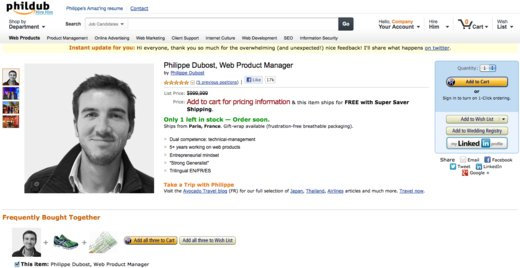 phildub
Philippe's Amazing resume
Contact
Shop by
Department
Search
Job Candidates
Go
Hello, Company
Your Account
Hire
Him
Cart
Wish
List
Web Products
Product Management
Online Advertising
Web Marketing
Client Support
Internet Culture
Web Development
SEO
Information Security
Instant update for you: Hi everyone, thank you so much for the overwhelming (and unexpected!) nice feedback! I'll share what happens on twitter.
Philippe Dubost, Web Product Manager
by Philippe Dubost
(5 previous positions)
Like
17k
List Price: $999,999
Price: Add to cart for pricing information & this item ships for FREE with Super Saver
Shipping.
Only 1 left in stock — Order soon.
Ships from Paris, France. Gift-wrap available (frustration-free breathable packaging).
Dual competence: technical-management
5+ years working on web products
Entrepreneurial mindset
"Strong Generalist"
Trilingual EN/FR/ES
Take a Trip with Philippe
Visit the Avocado Travel blog (FR) for our full selection of Japan, Thailand, Airlines articles and much more. Travel now.
Quantity: 1
Add to Cart
or
Sign in to turn on 1-Click ordering.
Add to Wish List
Add to Wedding Registry
my LinkedIn profile
Share
Email
Facebook
Tweet
LinkedIn
Google +
Frequently Bought Together
+
+
Add all three to Cart
Add all three to Wish List
This item: Philippe Dubost, Web Product Manager